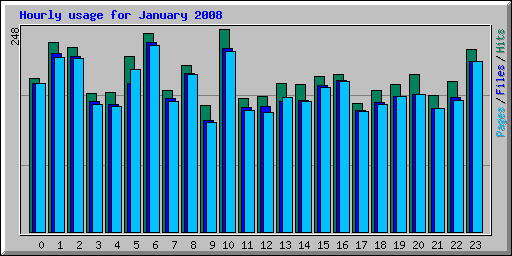 Hourly usage for January 2008
248
Pages/Files/Hits
0 1 2 3 4 5 6 7 8 9 10 11 12 13 14 15 16 17 18 19 20 21 22 23